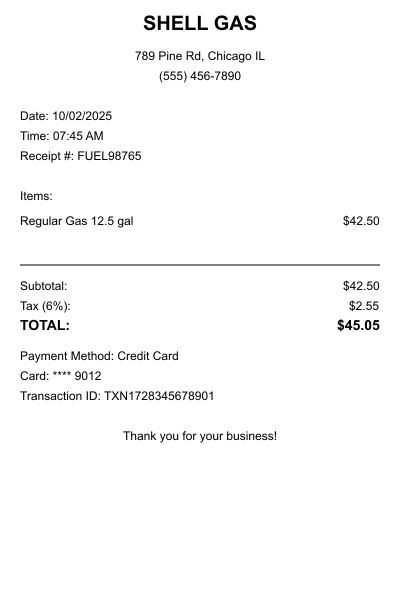 SHELL GAS
789 Pine Rd, Chicago IL
(555) 456-7890
Date: 10/02/2025
Time: 07:45 AM
Receipt #: FUEL98765
Items:
Regular Gas 12.5 gal $42.50
Subtotal: $42.50
Tax (6%): $2.55
TOTAL: $45.05
Payment Method: Credit Card
Card: **** 9012
Transaction ID: TXN1728345678901
Thank you for your business!